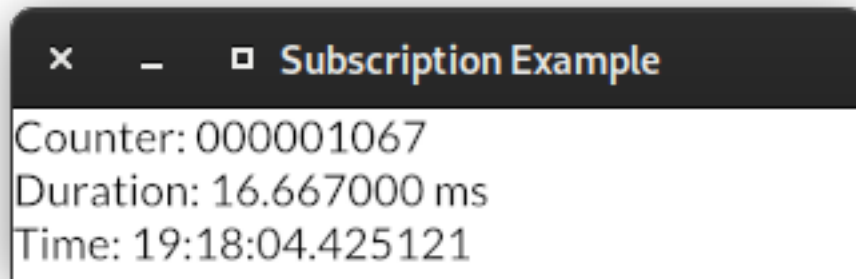 Subscription Example
Counter: 000001067
Duration: 16.667000 ms
Time: 19:18:04.425121